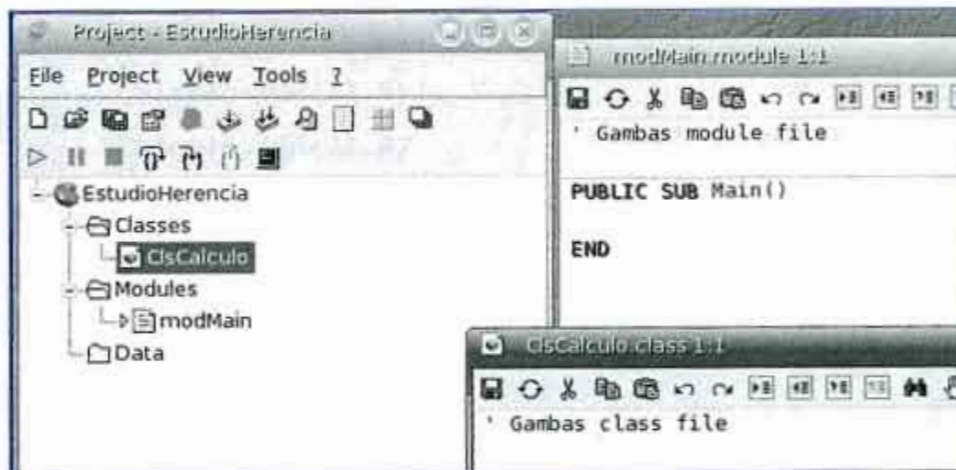 Project - EstudioHerencia
File Project View Tools ?
EstudioHerencia
Classes
ClsCalculo
Modules
modMain
Data
modMain.module 1:1
' Gambas module file
PUBLIC SUB Main()
END
ClsCalculo.class 1:1
' Gambas class file